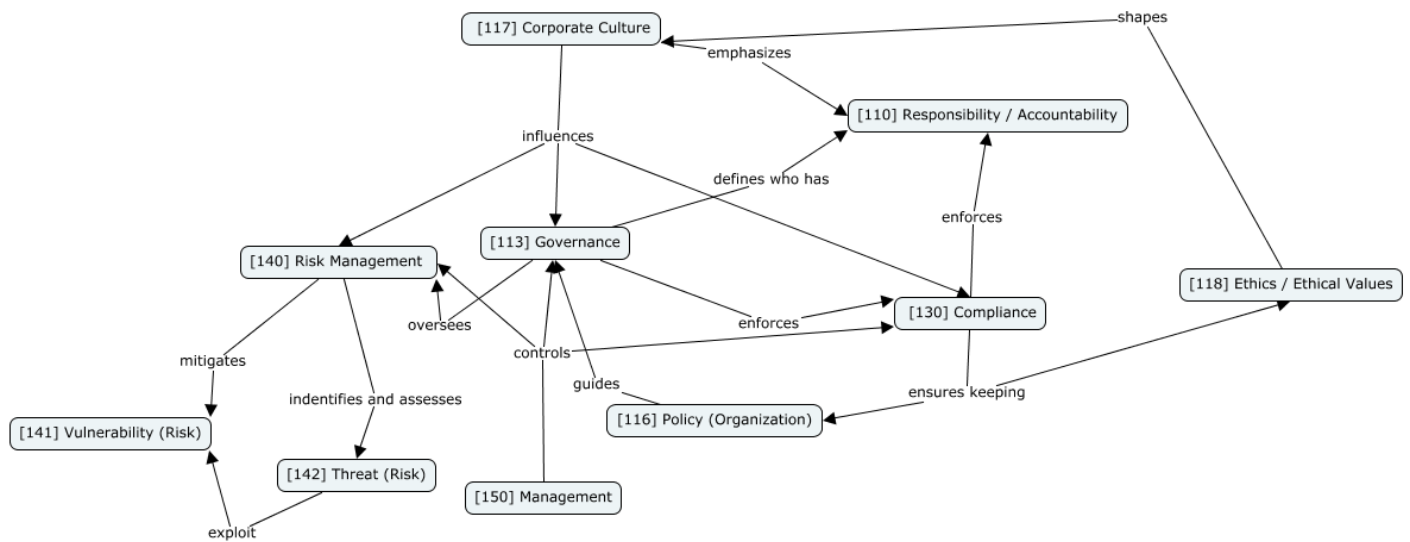 shapes
[117] Corporate Culture
emphasizes
[110] Responsibility / Accountability
influences
defines who has
enforces
[113] Governance
[140] Risk Management
[118] Ethics / Ethical Values
[130] Compliance
oversees
enforces
controls
mitigates
guides
ensures keeping
indentifies and assesses
[116] Policy (Organization)
[141] Vulnerability (Risk)
[142] Threat (Risk)
[150] Management
exploit